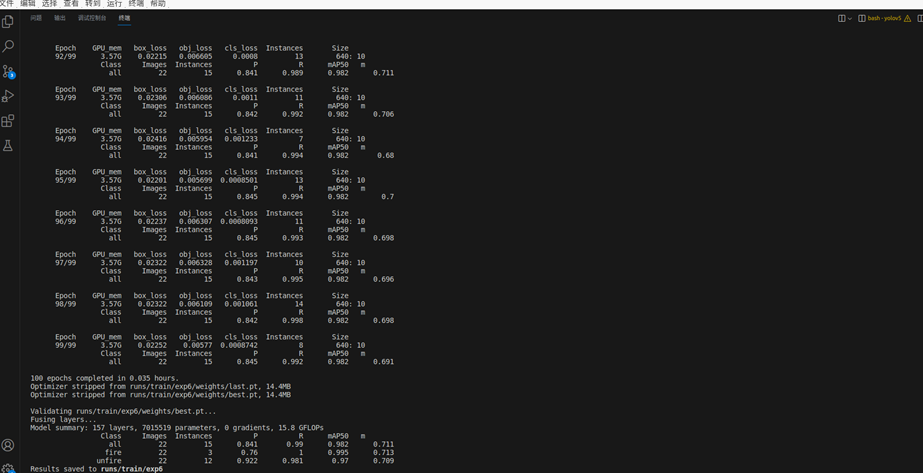 文件 编辑 选择 查看 转到 运行 终端 帮助
问题 输出 调试控制台 终端
bash - yolov5
Epoch GPU_mem box_loss obj_loss cls_loss Instances Size
92/99 3.57G 0.02215 0.006605 0.0008 13 640: 10
Class Images Instances P R mAP50 m
all 22 15 0.841 0.989 0.982 0.711
Epoch GPU_mem box_loss obj_loss cls_loss Instances Size
93/99 3.57G 0.02306 0.006086 0.0011 11 640: 10
Class Images Instances P R mAP50 m
all 22 15 0.842 0.992 0.982 0.706
Epoch GPU_mem box_loss obj_loss cls_loss Instances Size
94/99 3.57G 0.02416 0.005954 0.001233 7 640: 10
Class Images Instances P R mAP50 m
all 22 15 0.841 0.994 0.982 0.68
Epoch GPU_mem box_loss obj_loss cls_loss Instances Size
95/99 3.57G 0.02201 0.005699 0.0008501 13 640: 10
Class Images Instances P R mAP50 m
all 22 15 0.845 0.994 0.982 0.7
Epoch GPU_mem box_loss obj_loss cls_loss Instances Size
96/99 3.57G 0.02237 0.006307 0.0008093 11 640: 10
Class Images Instances P R mAP50 m
all 22 15 0.845 0.993 0.982 0.698
Epoch GPU_mem box_loss obj_loss cls_loss Instances Size
97/99 3.57G 0.02322 0.006328 0.001197 10 640: 10
Class Images Instances P R mAP50 m
all 22 15 0.843 0.995 0.982 0.696
Epoch GPU_mem box_loss obj_loss cls_loss Instances Size
98/99 3.57G 0.02322 0.006109 0.001061 14 640: 10
Class Images Instances P R mAP50 m
all 22 15 0.842 0.998 0.982 0.698
Epoch GPU_mem box_loss obj_loss cls_loss Instances Size
99/99 3.57G 0.02252 0.00577 0.0008742 8 640: 10
Class Images Instances P R mAP50 m
all 22 15 0.845 0.992 0.982 0.691
100 epochs completed in 0.035 hours.
Optimizer stripped from runs/train/exp6/weights/last.pt, 14.4MB
Optimizer stripped from runs/train/exp6/weights/best.pt, 14.4MB
Validating runs/train/exp6/weights/best.pt...
Fusing layers...
Model summary: 157 layers, 7015519 parameters, 0 gradients, 15.8 GFLOPs
Class Images Instances P R mAP50 m
all 22 15 0.841 0.99 0.982 0.711
fire 22 3 0.76 1 0.995 0.713
unfire 22 12 0.922 0.981 0.97 0.709
Results saved to runs/train/exp6